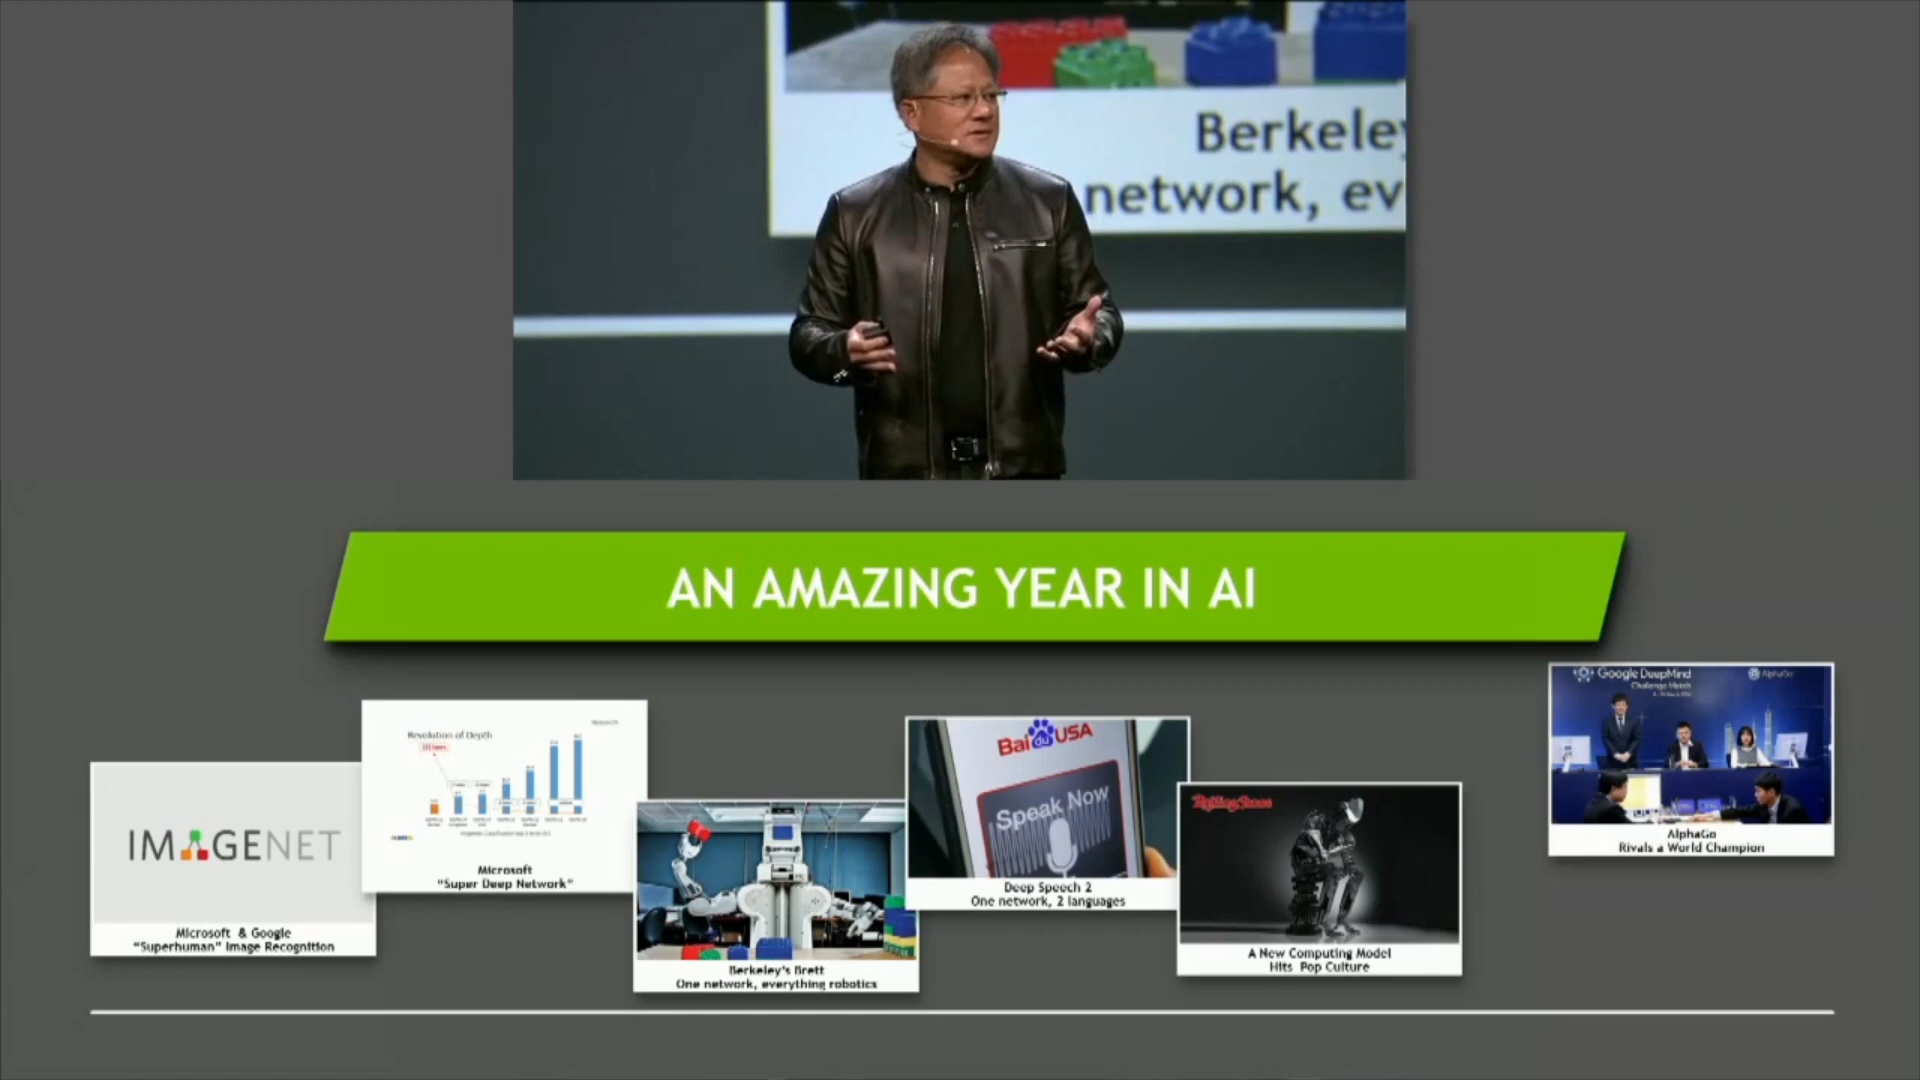 Berkeley
network, ev
AN AMAZING YEAR IN AI
IMAGENET
Microsoft & Google
"Superhuman" Image Recognition
Revolution of Depth
Microsoft
"Super Deep Network"
Berkeley's Brett
One network, everything robotics
Bai du USA
Speak Now
Deep Speech 2
One network, 2 languages
RollingStone
A New Computing Model
Hits Pop Culture
Google DeepMind
Challenge Match
AlphaGo
AlphaGo
Rivals a World Champion